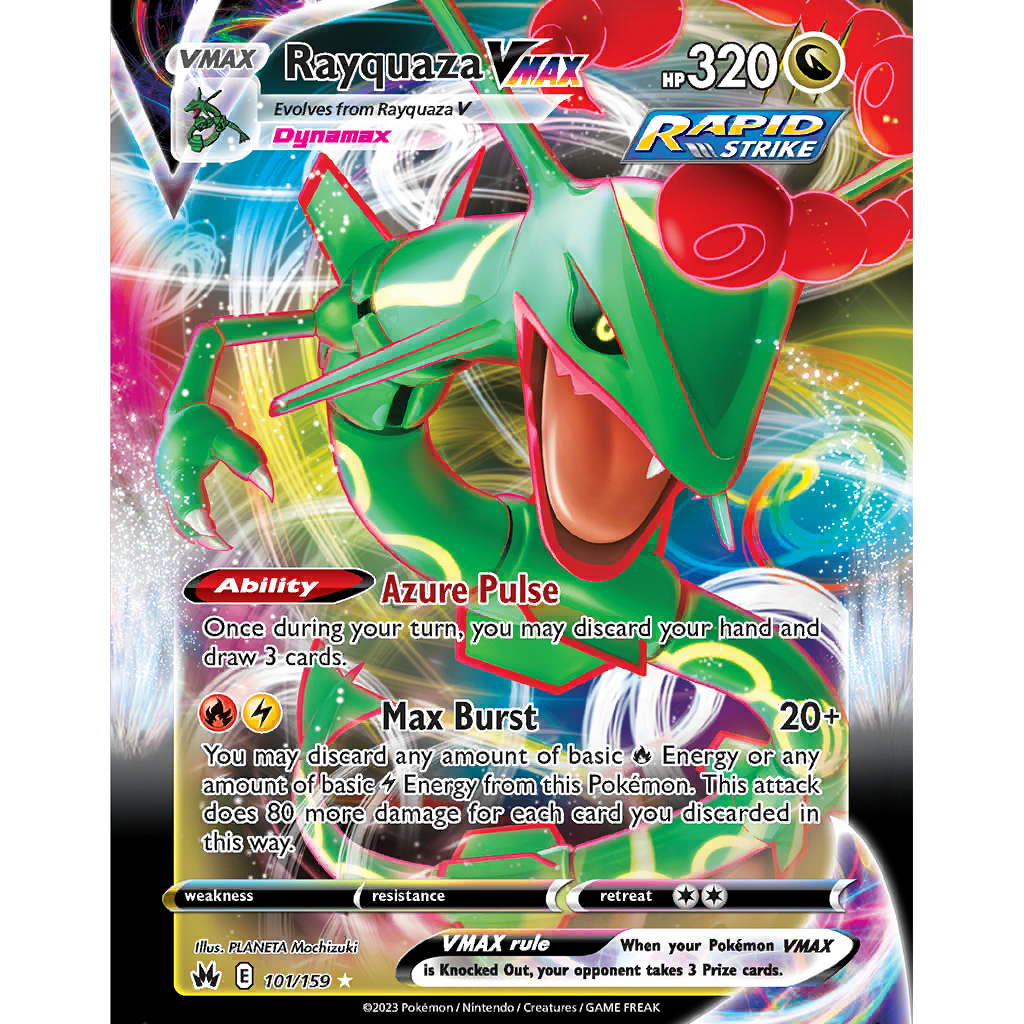 VMAX
Rayquaza VMAX
HP 320
Evolves from Rayquaza V
Dynamax
RAPID
STRIKE
Ability Azure Pulse
Once during your turn, you may discard your hand and
draw 3 cards.
Max Burst 20+
You may discard any amount of basic Energy or any
amount of basic Energy from this Pokémon. This attack
does 80 more damage for each card you discarded in
this way.
weakness resistance retreat
Illus. PLANETA Mochizuki
E 101/159
VMAX rule When your Pokémon VMAX
is Knocked Out, your opponent takes 3 Prize cards.
©2023 Pokémon / Nintendo / Creatures / GAME FREAK